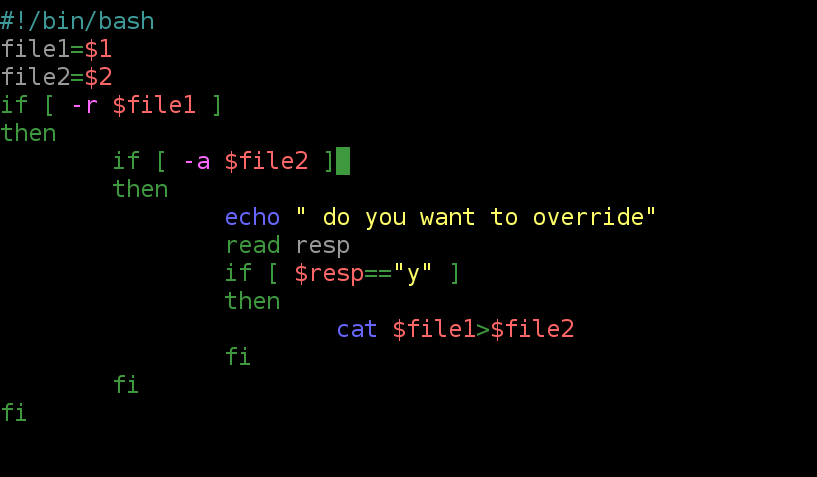 #!/bin/bash
file1=$1
file2=$2
if [ -r $file1 ]
then
        if [ -a $file2 ]
        then
                echo " do you want to override"
                read resp
                if [ $resp=="y" ]
                then
                        cat $file1>$file2
                fi
        fi
fi